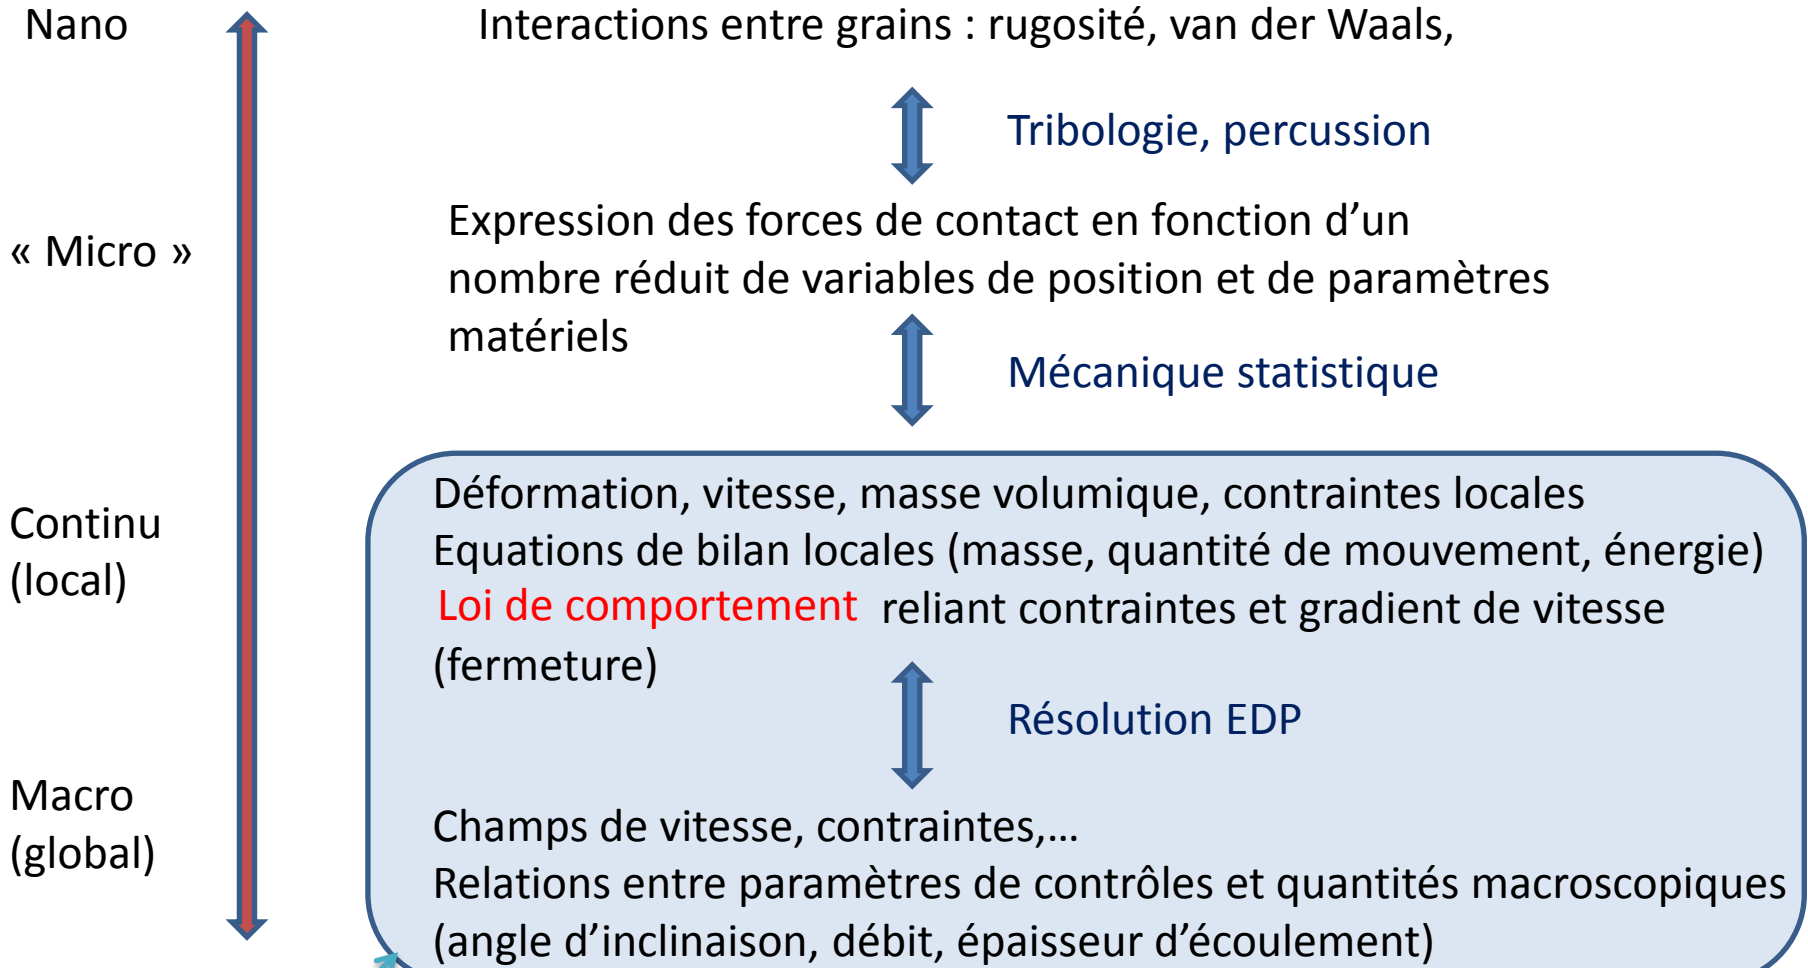 Nano
Interactions entre grains : rugosité, van der Waals,
Tribologie, percussion
« Micro »
Expression des forces de contact en fonction d’un
nombre réduit de variables de position et de paramètres
matériels
Mécanique statistique
Continu
(local)
Déformation, vitesse, masse volumique, contraintes locales
Equations de bilan locales (masse, quantité de mouvement, énergie)
Loi de comportement reliant contraintes et gradient de vitesse
(fermeture)
Résolution EDP
Macro
(global)
Champs de vitesse, contraintes,…
Relations entre paramètres de contrôles et quantités macroscopiques
(angle d’inclinaison, débit, épaisseur d’écoulement)